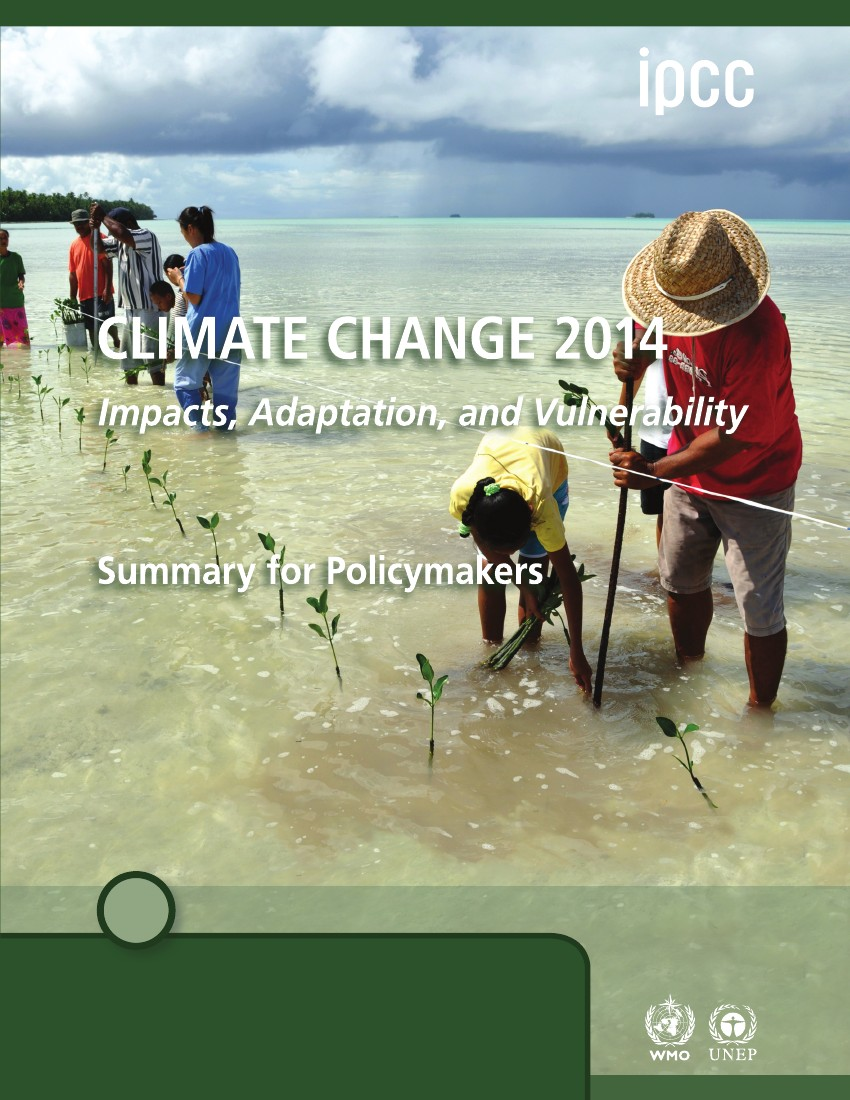 ipcc
CLIMATE CHANGE 2014
Impacts, Adaptation, and Vulnerability
Summary for Policymakers
WMO
UNEP